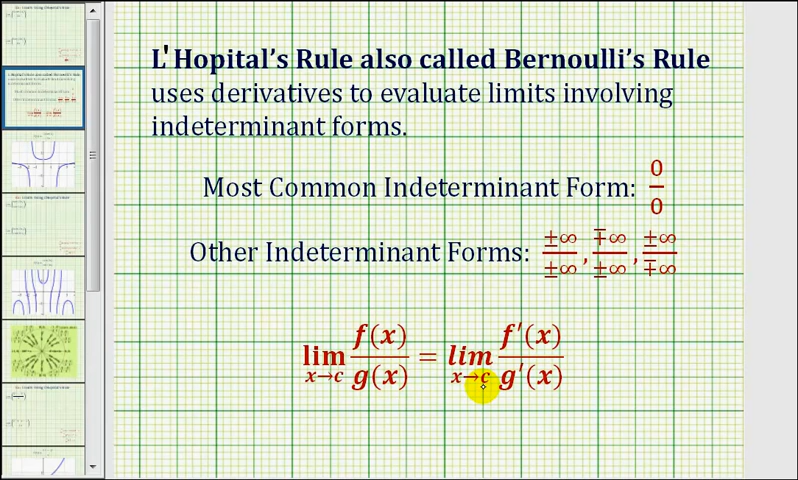 L'Hopital's Rule also called Bernoulli's Rule
uses derivatives to evaluate limits involving
indeterminant forms.
Most Common Indeterminant Form: 0/0
Other Indeterminant Forms: ±∞/±∞, ∓∞/±∞, ±∞/∓∞
lim x→c f(x)/g(x) = lim x→c f'(x)/g'(x)